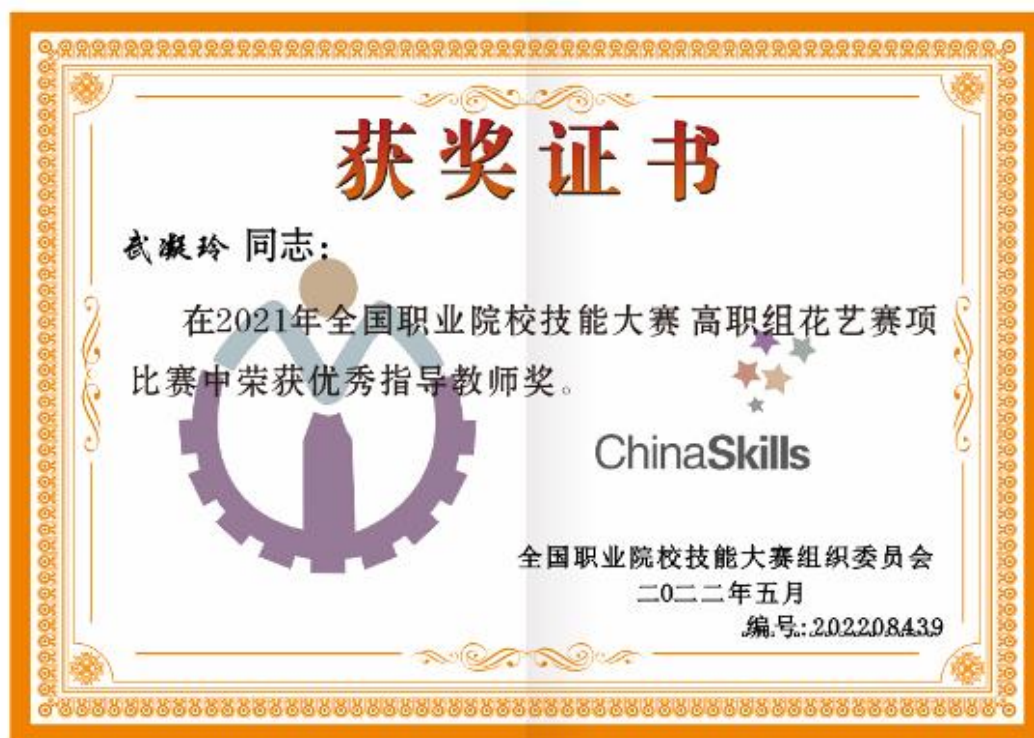 获奖证书
武凝玲 同志:
在2021年全国职业院校技能大赛 高职组花艺赛项
比赛中荣获优秀指导教师奖。
ChinaSkills
全国职业院校技能大赛组织委员会
二0二二年五月
编号:202208439